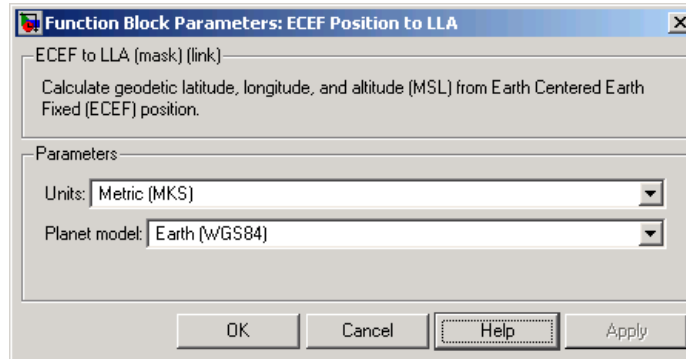 Function Block Parameters: ECEF Position to LLA
ECEF to LLA (mask) (link)
Calculate geodetic latitude, longitude, and altitude (MSL) from Earth Centered Earth
Fixed (ECEF) position.
Parameters
Units: Metric (MKS)
Planet model: Earth (WGS84)
OK Cancel Help Apply